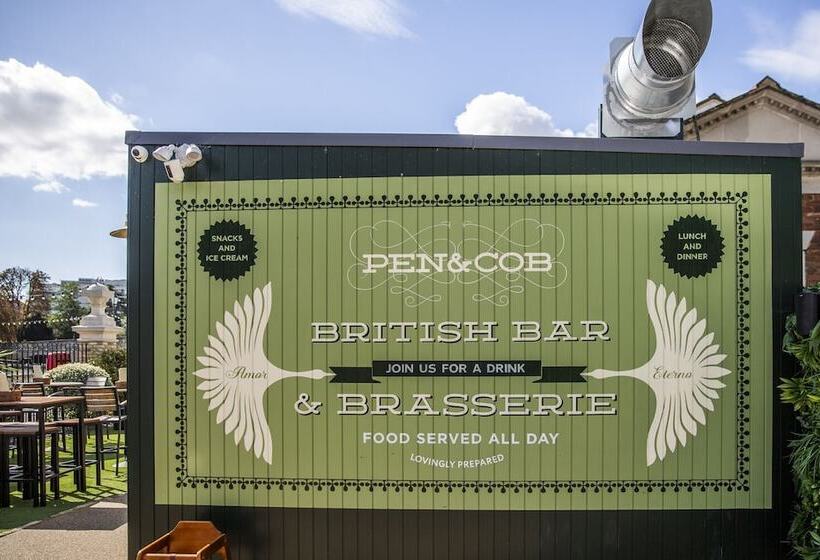 SNACKS
AND
ICE CREAM
LUNCH
AND
DINNER
PEN&COB
BRITISH BAR
Amor
JOIN US FOR A DRINK
Eterno
& BRASSERIE
FOOD SERVED ALL DAY
LOVINGLY PREPARED